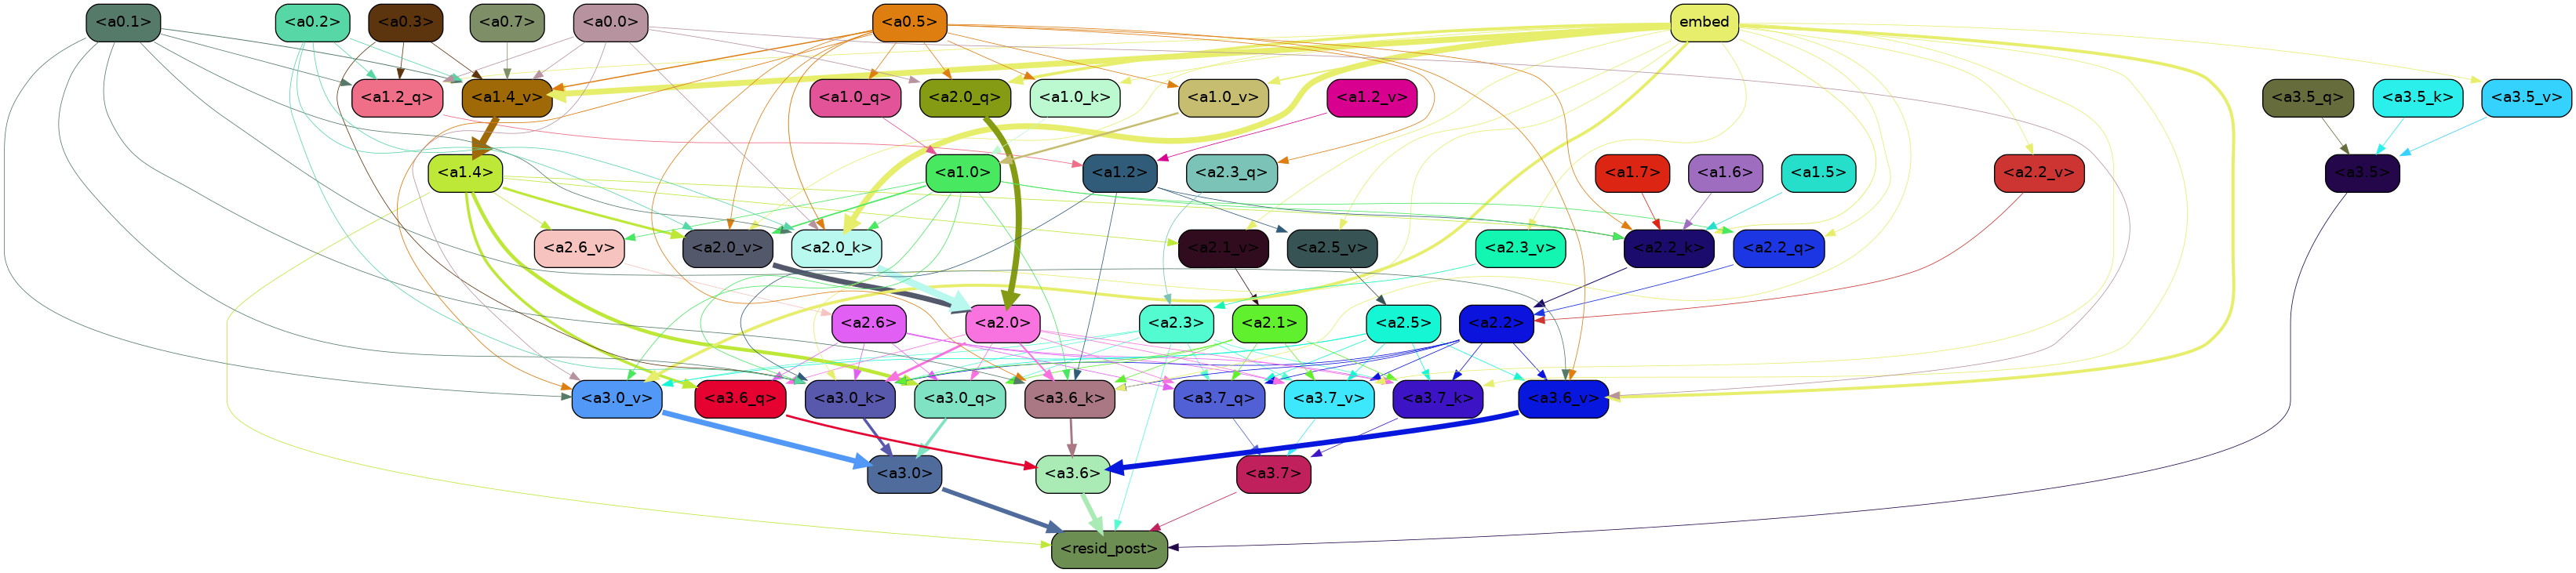 <a0.1> <a0.2> <a0.3> <a0.7> <a0.0> <a0.5> embed
<a1.2_q> <a1.4_v> <a1.0_q> <a2.0_q> <a1.0_k> <a1.0_v> <a1.2_v> <a3.5_q> <a3.5_k> <a3.5_v>
<a1.4> <a1.0> <a1.2> <a2.3_q> <a1.7> <a1.6> <a1.5> <a2.2_v> <a3.5>
<a2.6_v> <a2.0_v> <a2.0_k> <a2.1_v> <a2.5_v> <a2.3_v> <a2.2_k> <a2.2_q>
<a2.6> <a2.0> <a2.3> <a2.1> <a2.5> <a2.2>
<a3.0_v> <a3.6_q> <a3.0_k> <a3.0_q> <a3.6_k> <a3.7_q> <a3.7_v> <a3.7_k> <a3.6_v>
<a3.0> <a3.6> <a3.7>
<resid_post>